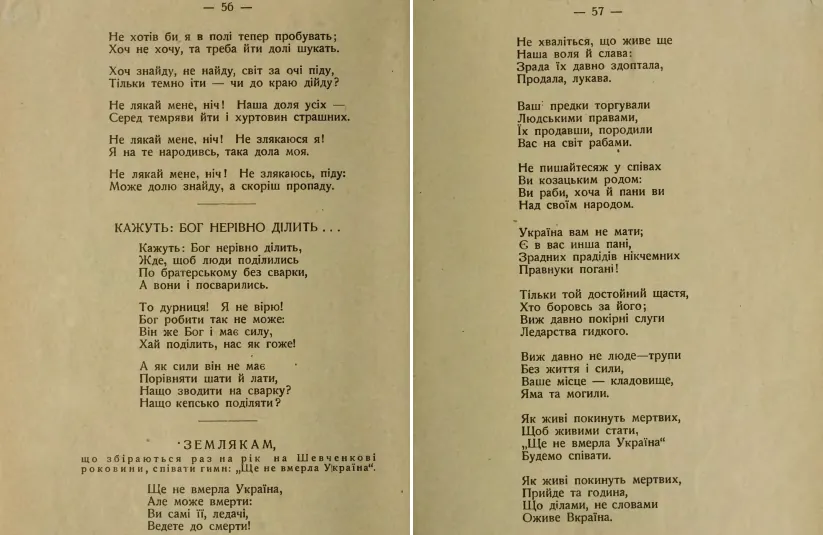 — 56 —
Не хотів би я в полі тепер пробувать;
Хоч не хочу, та треба йти долі шукать.
Хоч знайду, не найду, світ за очі піду,
Тільки темно іти — чи до краю дійду?
Не лякай мене, ніч! Наша доля усіх —
Серед темряви йти і хуртовин страшних.
Не лякай мене, ніч! Не злякаюся я!
Я на те народивсь, така дола моя.
Не лякай мене, ніч! Не злякаюсь, піду:
Може долю знайду, а скоріш пропаду.
КАЖУТЬ: БОГ НЕРІВНО ДІЛИТЬ . . .
Кажуть: Бог нерівно ділить,
Жде, щоб люди поділились
По братерському без сварки,
А вони і посварились.
То дурниця! Я не вірю!
Бог робити так не може:
Він же Бог і має силу,
Хай поділить, нас як гоже!
А як сили він не має
Порівняти шати й лати,
Нащо зводити на сварку?
Нащо кепсько поділяти?
ЗЕМЛЯКАМ,
що збіраються раз на рік на Шевченкові
роковини, співати гимн: „Ще не вмерла Україна“.
Ще не вмерла Україна,
Але може вмерти:
Ви самі її, ледачі,
Ведете до смерти!
— 57 —
Не хваліться, що живе ще
Наша воля й слава:
Зрада їх давно здоптала,
Продала, лукава.
Ваш предки торгували
Людськими правами,
Їх продавши, породили
Вас на світ рабами.
Не пишайтесяж у співах
Ви козацьким родом:
Ви раби, хоча й пани ви
Над своїм народом.
Україна вам не мати;
Є в вас инша пані,
Зрадних прадідів нікчемних
Правнуки погані!
Тільки той достойний щастя,
Хто боровсь за його;
Виж давно покірні слуги
Ледарства гидкого.
Виж давно не люде—трупи
Без життя і сили,
Ваше місце — кладовище,
Яма та могили.
Як живі покинуть мертвих,
Щоб живими стати,
„Ще не вмерла Україна“
Будемо співати.
Як живі покинуть мертвих,
Прийде та година,
Що ділами, не словами
Оживе Вкраїна.